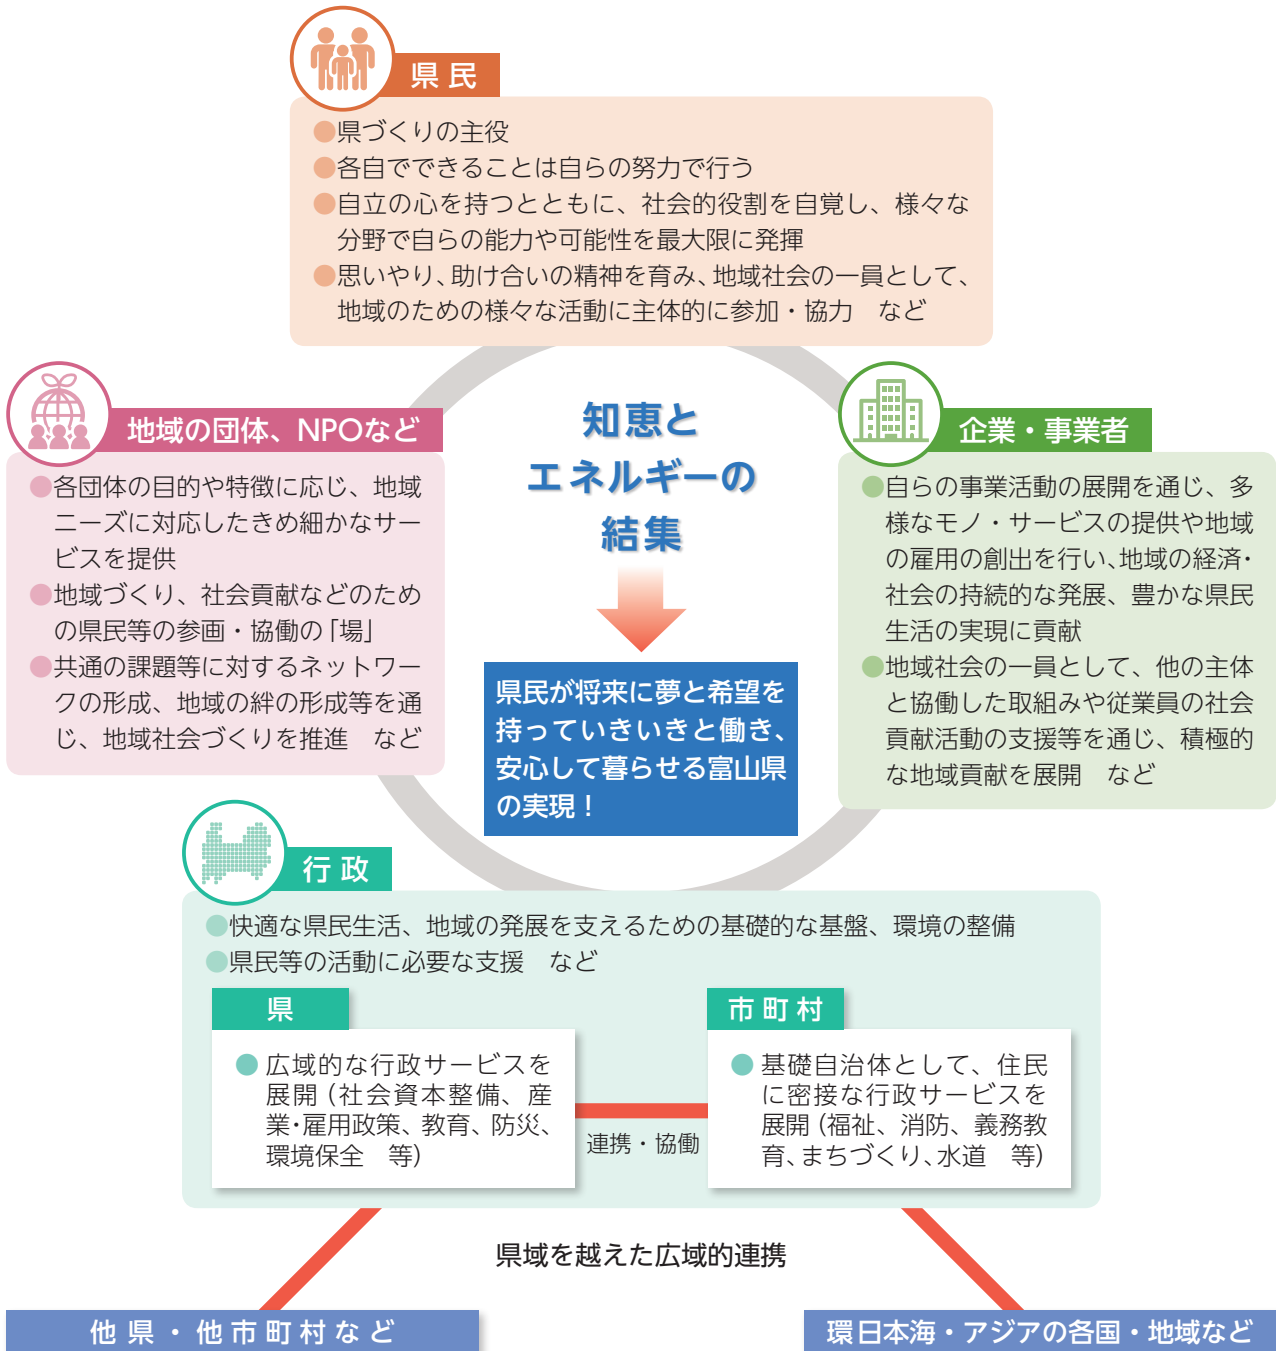 県民
●県づくりの主役
●各自でできることは自らの努力で行う
●自立の心を持つとともに、社会的役割を自覚し、様々な
分野で自らの能力や可能性を最大限に発揮
●思いやり、助け合いの精神を育み、地域社会の一員として、
地域のための様々な活動に主体的に参加・協力　など
地域の団体、NPOなど
●各団体の目的や特徴に応じ、地域
ニーズに対応したきめ細かなサー
ビスを提供
●地域づくり、社会貢献などのため
の県民等の参画・協働の「場」
●共通の課題等に対するネットワー
クの形成、地域の絆の形成等を通
じ、地域社会づくりを推進　など
知恵と
エネルギーの
結集
県民が将来に夢と希望を
持っていきいきと働き、
安心して暮らせる富山県
の実現！
企業・事業者
●自らの事業活動の展開を通じ、多
様なモノ・サービスの提供や地域
の雇用の創出を行い、地域の経済・
社会の持続的な発展、豊かな県民
生活の実現に貢献
●地域社会の一員として、他の主体
と協働した取組みや従業員の社会
貢献活動の支援等を通じ、積極的
な地域貢献を展開　など
行政
●快適な県民生活、地域の発展を支えるための基礎的な基盤、環境の整備
●県民等の活動に必要な支援　など
県
●広域的な行政サービスを
展開（社会資本整備、産
業・雇用政策、教育、防災、
環境保全　等）
連携・協働
市町村
●基礎自治体として、住民
に密接な行政サービスを
展開（福祉、消防、義務教
育、まちづくり、水道　等）
県域を越えた広域的連携
他県・他市町村など
環日本海・アジアの各国・地域など